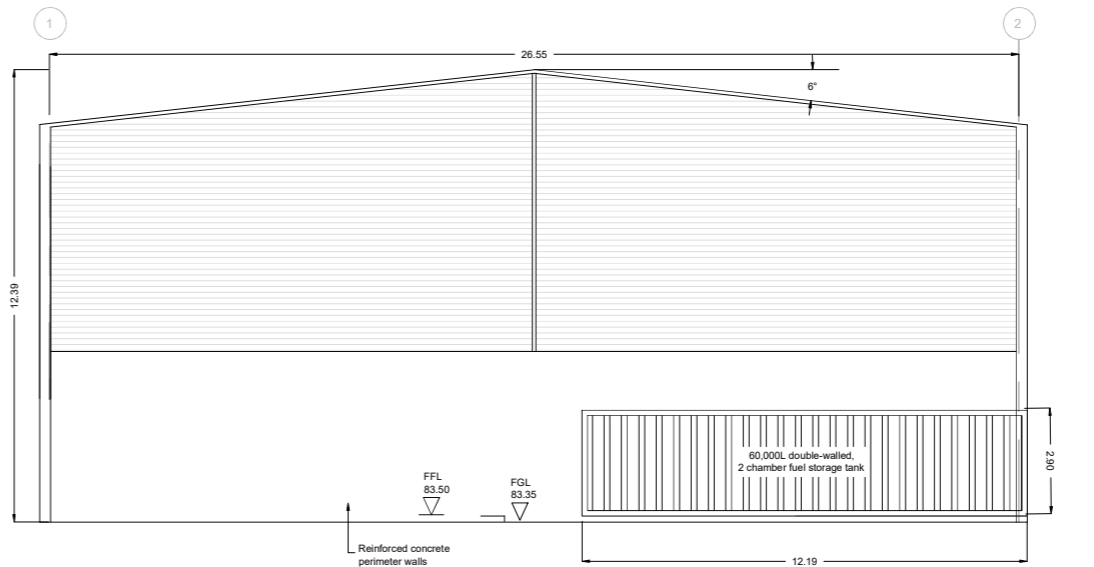 1
2
26.55
6°
12.39
60,000L double-walled,
2 chamber fuel storage tank
2.90
FFL
83.50
FGL
83.35
Reinforced concrete
perimeter walls
12.19